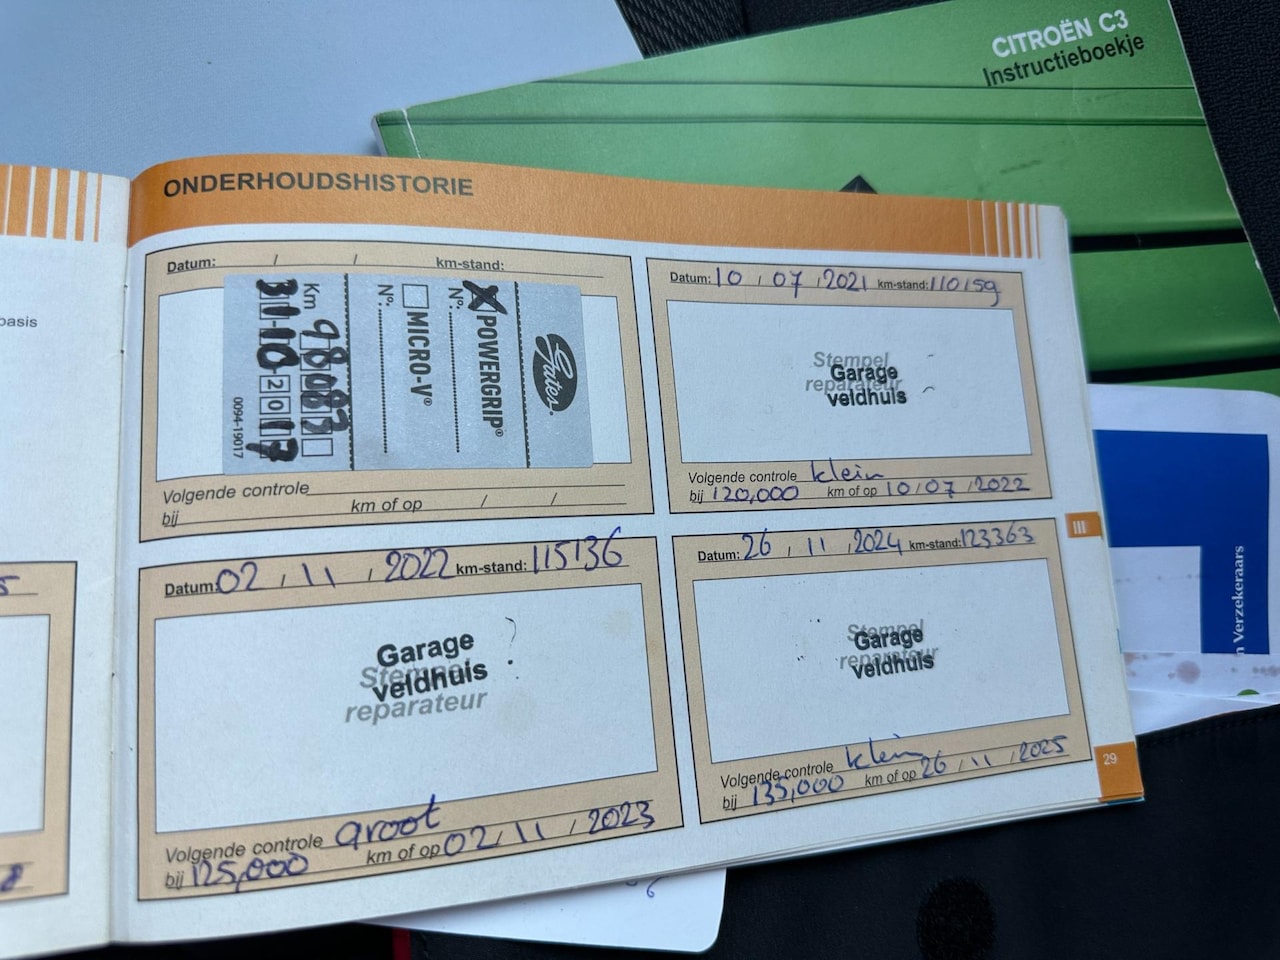 CITROËN C3
Instructieboekje
ONDERHOUDSHISTORIE
basis
Datum: / / km-stand:
Gates®
X POWERGRIP®
N°:
MICRO-V®
N°:
Km 98083
31-10-2017
0094-19017
Volgende controle
bij km of op / /
Datum: 10 / 07 / 2021 km-stand: 110159
Stempel
reparateur
Garage
veldhuis
Volgende controle klein
bij 120,000 km of op 10 / 07 / 2022
Datum: 02 / 11 / 2022 km-stand: 115136
Stempel
reparateur
Garage
veldhuis
Volgende controle groot
bij 125,000 km of op 02 / 11 / 2023
Datum: 26 / 11 / 2024 km-stand: 123363
Stempel
reparateur
Garage
veldhuis
Volgende controle klein
bij 135,000 km of op 26 / 11 / 2025
III
29
n Verzekeraars